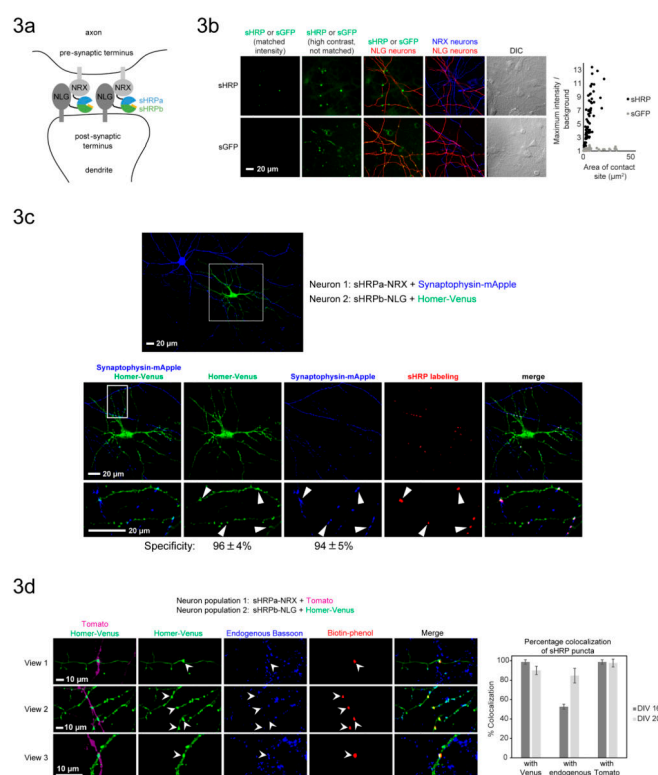 3a
axon
pre-synaptic terminus
NRX
NRX
NLG
NLG
sHRPa
sHRPb
post-synaptic
terminus
dendrite
3b
sHRP or sGFP
(matched
intensity)
sHRP or sGFP
(high contrast,
not matched)
sHRP or sGFP
NLG neurons
NRX neurons
NLG neurons
DIC
sHRP
sGFP
20 µm
Maximum intensity /
background
13
11
9
7
5
3
1
0
50
Area of contact
site (µm²)
sHRP
sGFP
3c
20 µm
Neuron 1: sHRPa-NRX + Synaptophysin-mApple
Neuron 2: sHRPb-NLG + Homer-Venus
Synaptophysin-mApple
Homer-Venus
Homer-Venus
Synaptophysin-mApple
sHRP labeling
merge
20 µm
20 µm
Specificity: 96 ± 4% 94 ± 5%
3d
Neuron population 1: sHRPa-NRX + Tomato
Neuron population 2: sHRPb-NLG + Homer-Venus
Tomato
Homer-Venus
Homer-Venus
Endogenous Bassoon
Biotin-phenol
Merge
View 1
10 µm
View 2
10 µm
View 3
10 µm
Percentage colocalization
of sHRP puncta
% Colocalization
100
80
60
40
20
0
DIV 16
DIV 20
with
Venus
with
endogenous
with
Tomato